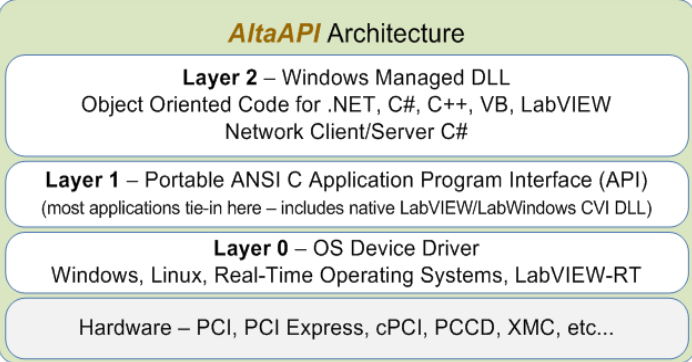 AltaAPI Architecture
Layer 2 – Windows Managed DLL
Object Oriented Code for .NET, C#, C++, VB, LabVIEW
Network Client/Server C#
Layer 1 – Portable ANSI C Application Program Interface (API)
(most applications tie-in here – includes native LabVIEW/LabWindows CVI DLL)
Layer 0 – OS Device Driver
Windows, Linux, Real-Time Operating Systems, LabVIEW-RT
Hardware – PCI, PCI Express, cPCI, PCCD, XMC, etc...